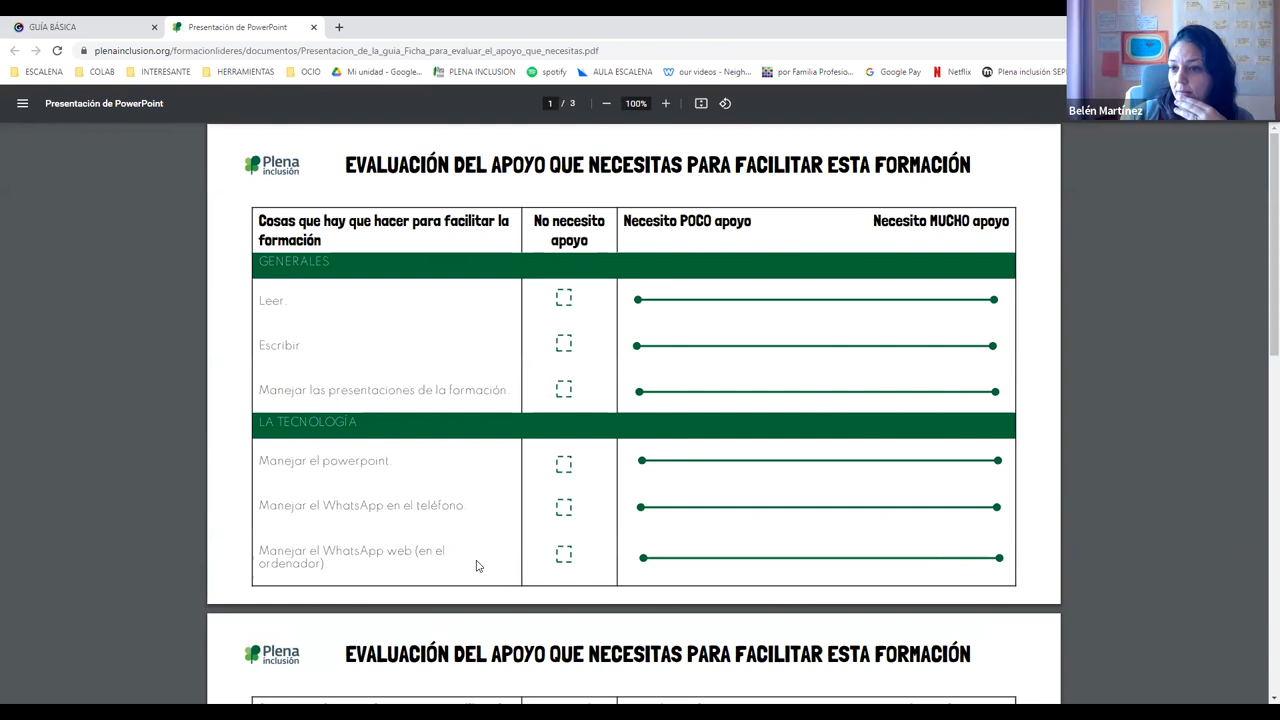 GUÍA BÁSICA
Presentación de PowerPoint
plenainclusion.org/formacionlideres/documentos/Presentacion_de_la_guia_Ficha_para_evaluar_el_apoyo_que_necesitas.pdf
ESCALENA COLAB INTERESANTE HERRAMIENTAS OCIO Mi unidad - Google... PLENA INCLUSION spotify AULA ESCALENA our videos - Neigh... por Familia Profesio... Google Pay Netflix Plena inclusión SEPI
Belén Martínez
Presentación de PowerPoint
1 / 3
100%
Plena inclusión
EVALUACIÓN DEL APOYO QUE NECESITAS PARA FACILITAR ESTA FORMACIÓN
Cosas que hay que hacer para facilitar la formación
No necesito apoyo
Necesito POCO apoyo
Necesito MUCHO apoyo
GENERALES
Leer.
Escribir.
Manejar las presentaciones de la formación.
LA TECNOLOGÍA
Manejar el powerpoint.
Manejar el WhatsApp en el teléfono.
Manejar el WhatsApp web (en el
ordenador)
Plena inclusión
EVALUACIÓN DEL APOYO QUE NECESITAS PARA FACILITAR ESTA FORMACIÓN